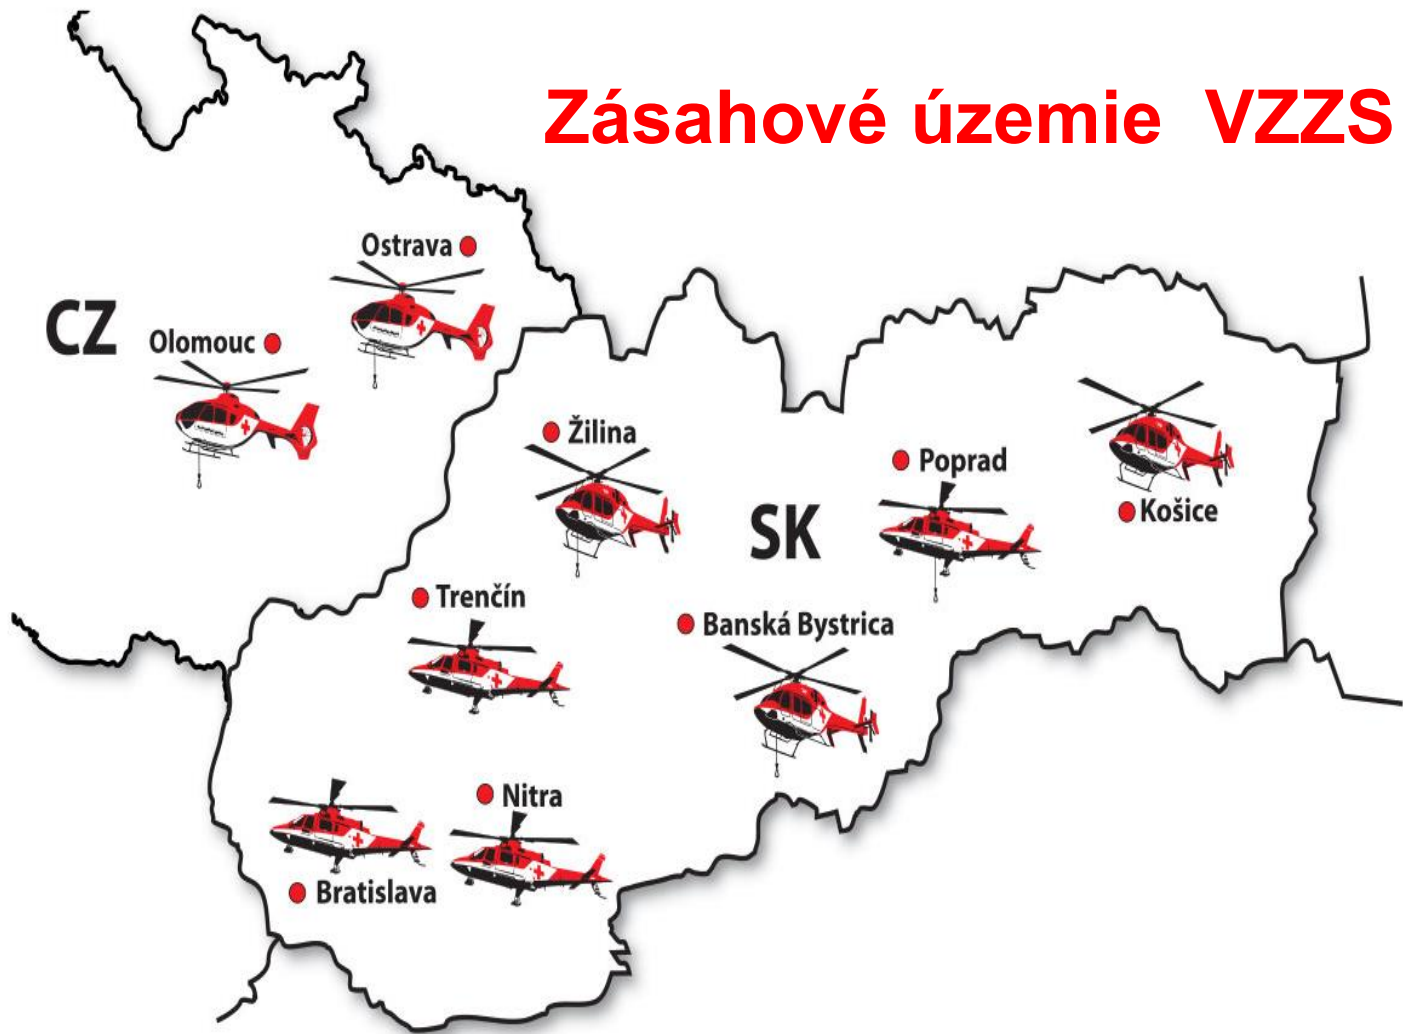 Zásahové územie VZZS
Ostrava
CZ
Olomouc
Žilina
Poprad
Košice
SK
Trenčín
Banská Bystrica
Nitra
Bratislava